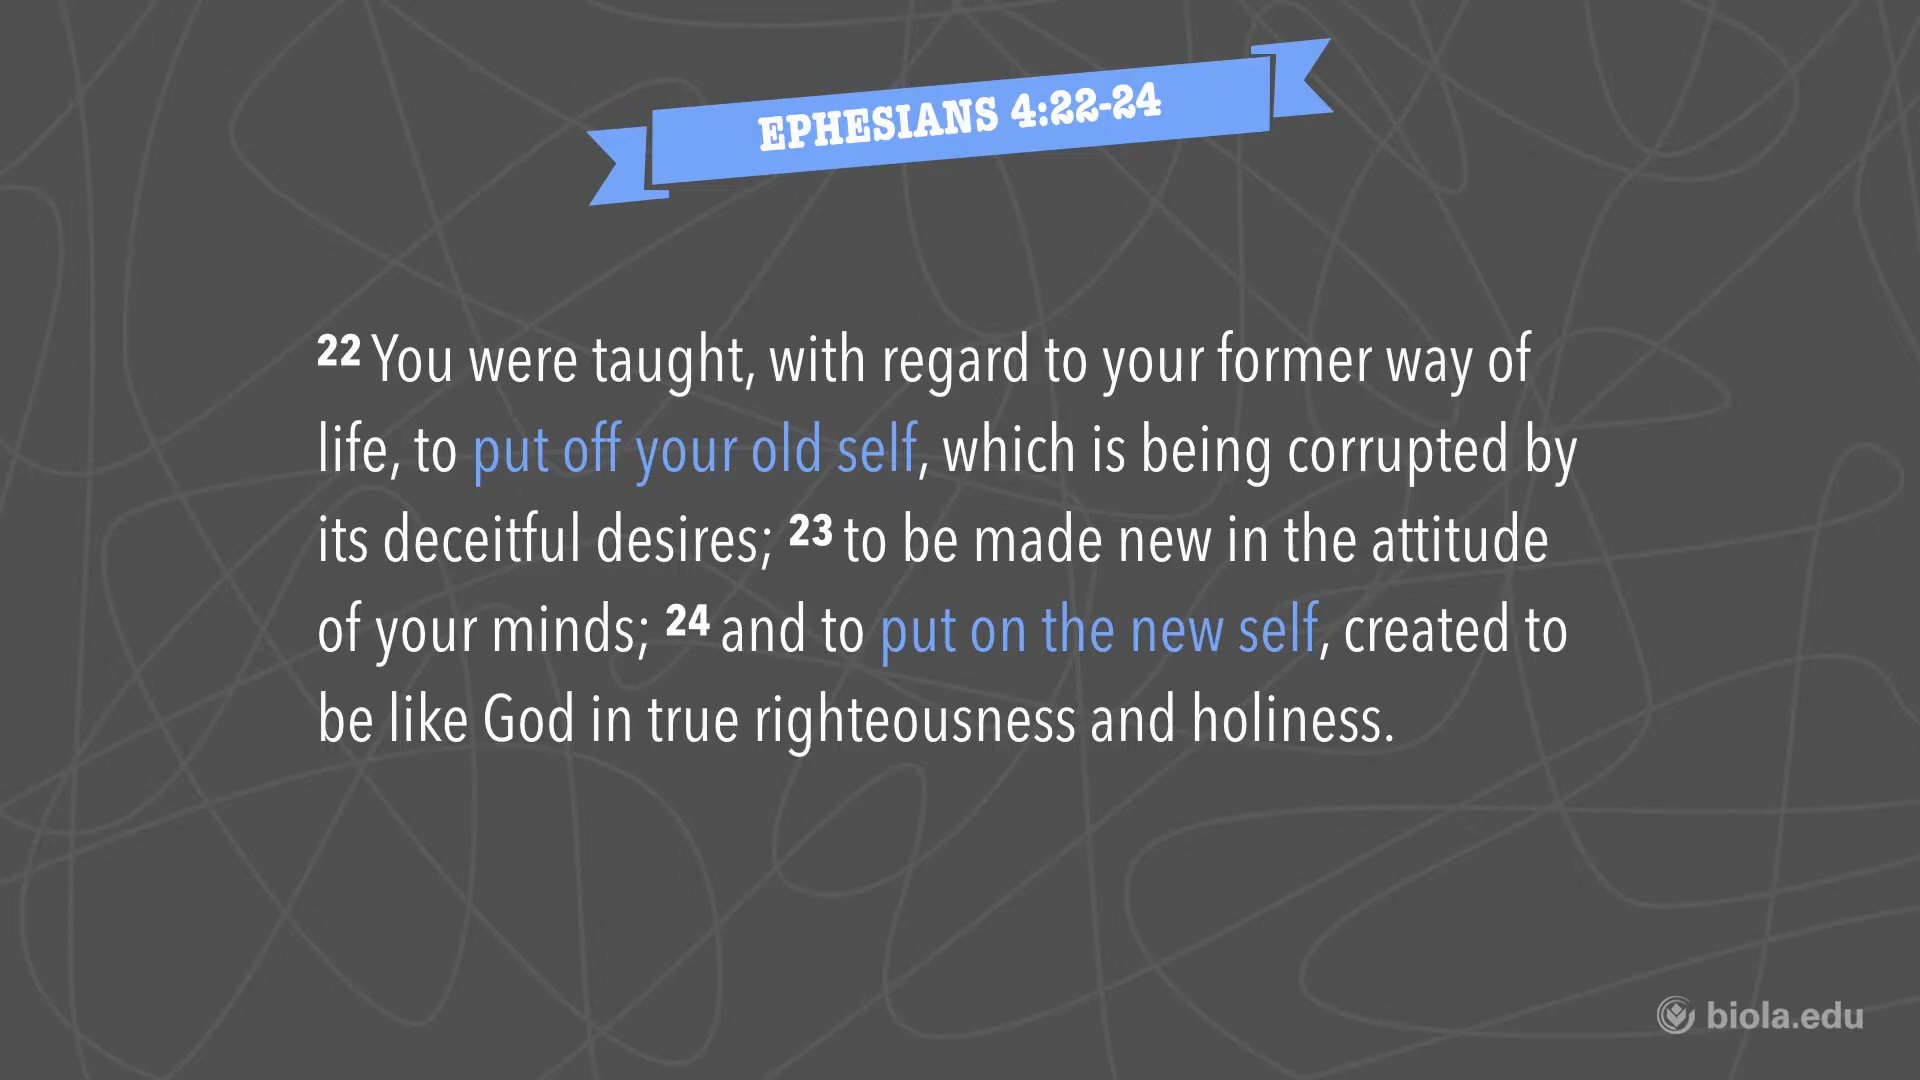 EPHESIANS 4:22-24
22 You were taught, with regard to your former way of
life, to put off your old self, which is being corrupted by
its deceitful desires; 23 to be made new in the attitude
of your minds; 24 and to put on the new self, created to
be like God in true righteousness and holiness.
biola.edu